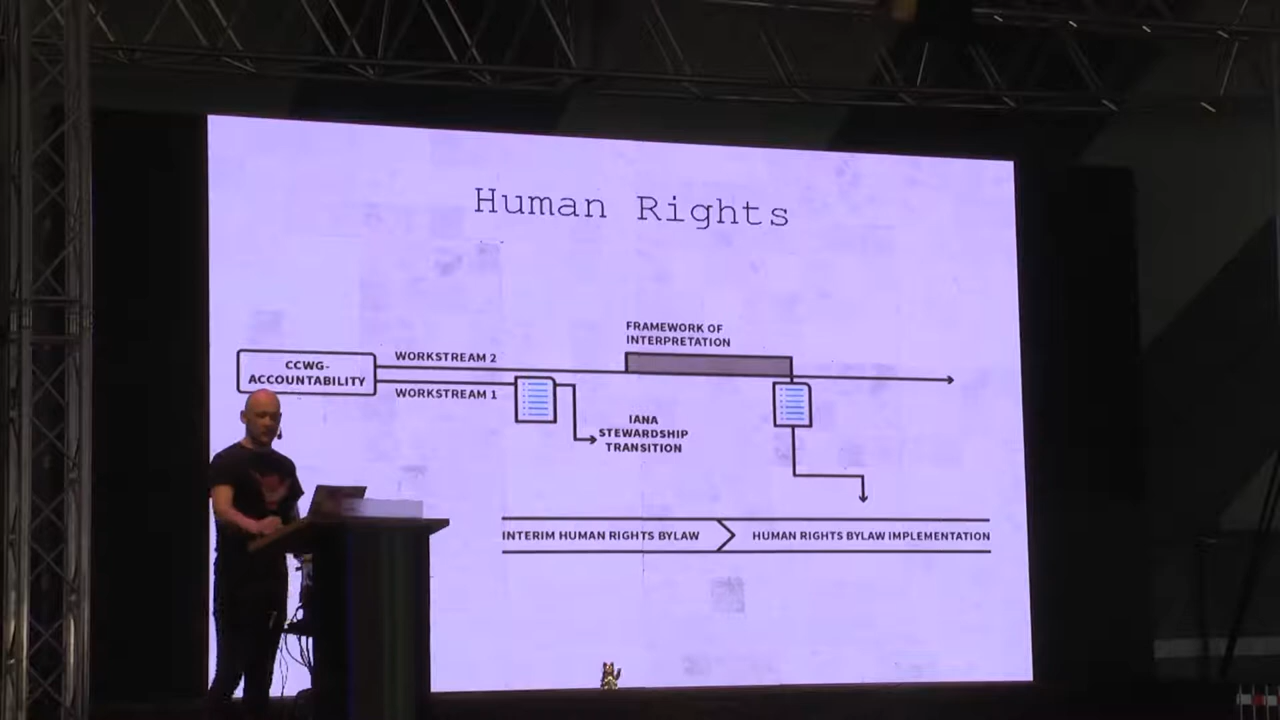 Human Rights
FRAMEWORK OF
INTERPRETATION
CCWG-
ACCOUNTABILITY
WORKSTREAM 2
WORKSTREAM 1
IANA
STEWARDSHIP
TRANSITION
INTERIM HUMAN RIGHTS BYLAW
HUMAN RIGHTS BYLAW IMPLEMENTATION